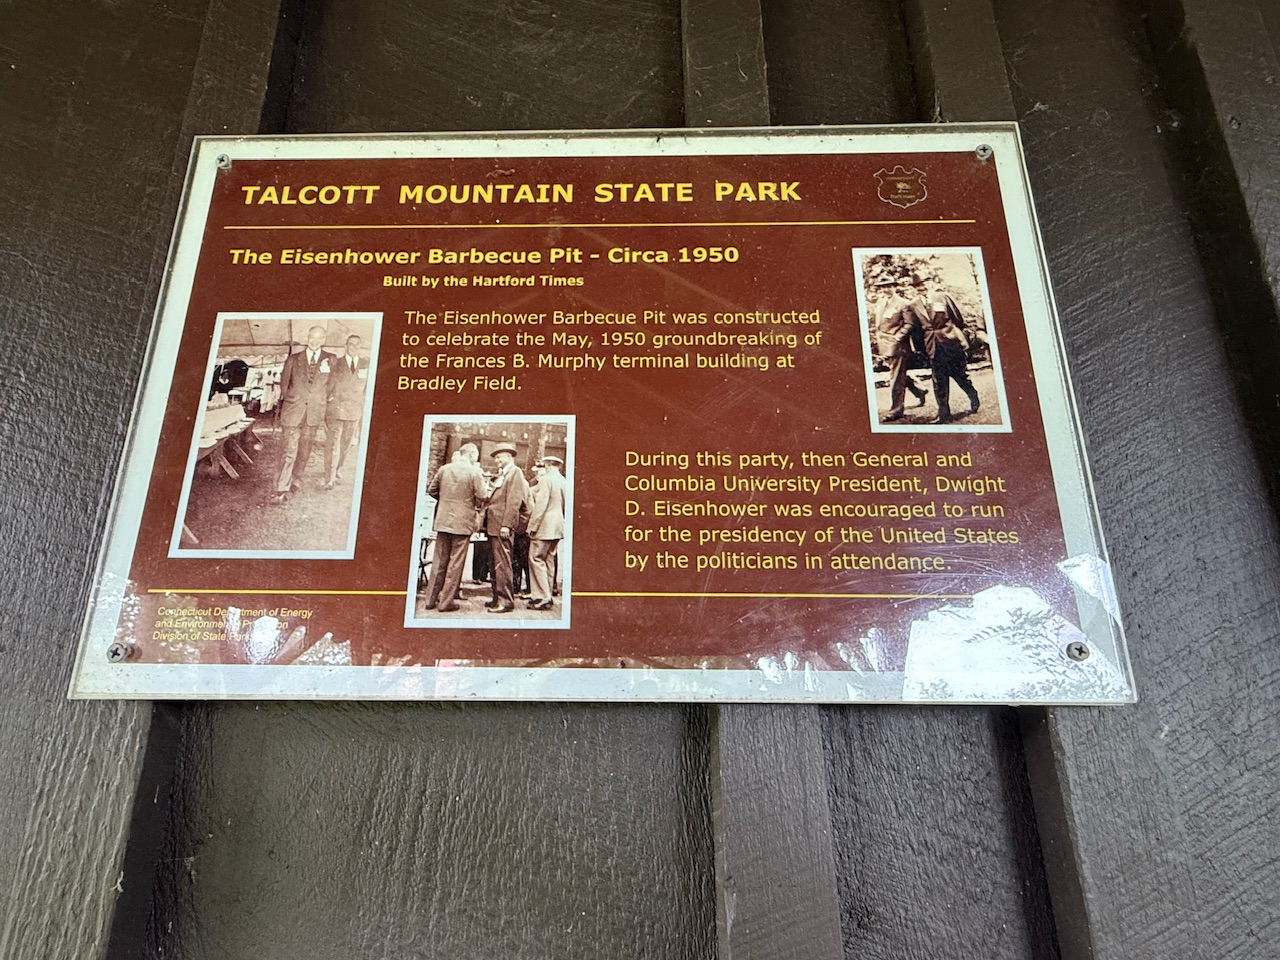 TALCOTT MOUNTAIN STATE PARK
The Eisenhower Barbecue Pit - Circa 1950
Built by the Hartford Times
The Eisenhower Barbecue Pit was constructed
to celebrate the May, 1950 groundbreaking of
the Frances B. Murphy terminal building at
Bradley Field.
During this party, then General and
Columbia University President, Dwight
D. Eisenhower was encouraged to run
for the presidency of the United States
by the politicians in attendance.
Connecticut Department of Energy
and Environmental Protection
Division of State Parks